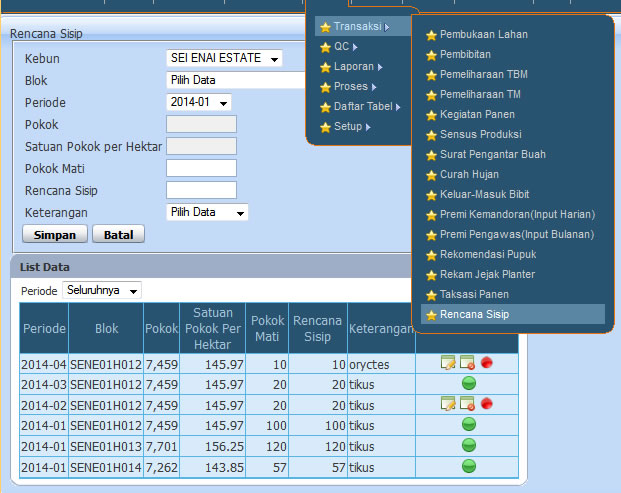 Rencana Sisip
Kebun SEI ENAI ESTATE
Blok Pilih Data
Periode 2014-01
Pokok
Satuan Pokok per Hektar
Pokok Mati
Rencana Sisip
Keterangan Pilih Data
Simpan Batal
Transaksi
QC
Laporan
Proses
Daftar Tabel
Setup
Pembukaan Lahan
Pembibitan
Pemeliharaan TBM
Pemeliharaan TM
Kegiatan Panen
Sensus Produksi
Surat Pengantar Buah
Curah Hujan
Keluar-Masuk Bibit
Premi Kemandoran(Input Harian)
Premi Pengawas(Input Bulanan)
Rekomendasi Pupuk
Rekam Jejak Planter
Taksasi Panen
Rencana Sisip
List Data
Periode Seluruhnya
Periode Blok Pokok Satuan Pokok Per Hektar Pokok Mati Rencana Sisip Keterangan
2014-04 SENE01H012 7,459 145.97 10 10 oryctes
2014-03 SENE01H012 7,459 145.97 20 20 tikus
2014-02 SENE01H012 7,459 145.97 20 20 tikus
2014-01 SENE01H012 7,459 145.97 100 100 tikus
2014-01 SENE01H013 7,701 156.25 120 120 tikus
2014-01 SENE01H014 7,262 143.85 57 57 tikus